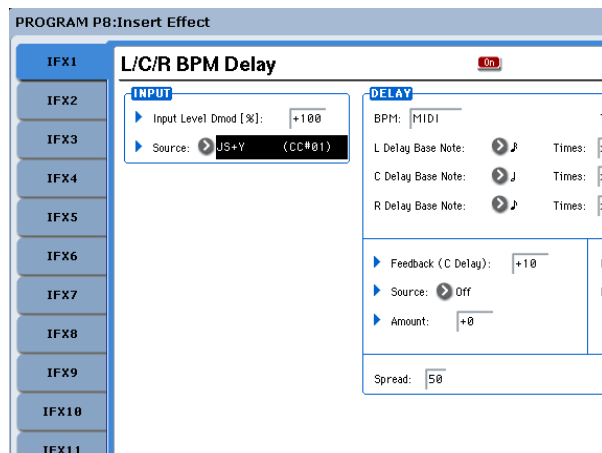 PROGRAM P8:Insert Effect
IFX1
L/C/R BPM Delay
On
IFX2
IFX3
IFX4
IFX5
IFX6
IFX7
IFX8
IFX9
IFX10
IFX11
INPUT
Input Level Dmod [%]: +100
Source: JS+Y (CC#01)
DELAY
BPM: MIDI
L Delay Base Note: Times:
C Delay Base Note: Times:
R Delay Base Note: Times:
Feedback (C Delay): +10
Source: Off
Amount: +0
Spread: 50